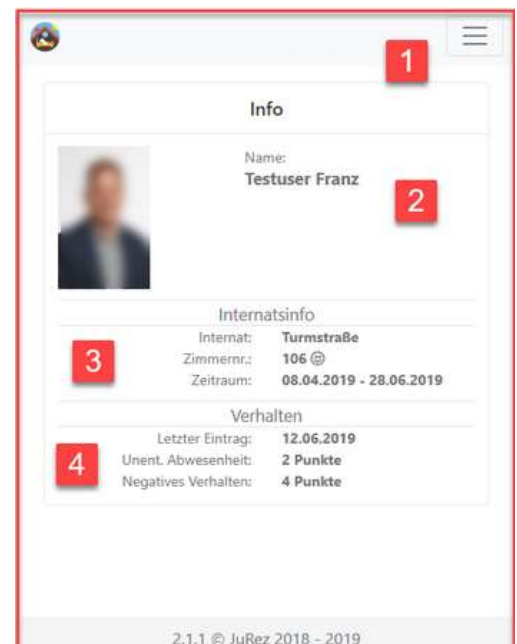 1
Info
Name:
Testuser Franz
2
Internatsinfo
3
Internat: Turmstraße
Zimmernr.: 106
Zeitraum: 08.04.2019 - 28.06.2019
Verhalten
4
Letzter Eintrag: 12.06.2019
Unent. Abwesenheit: 2 Punkte
Negatives Verhalten: 4 Punkte
2.1.1 © JuRez 2018 - 2019